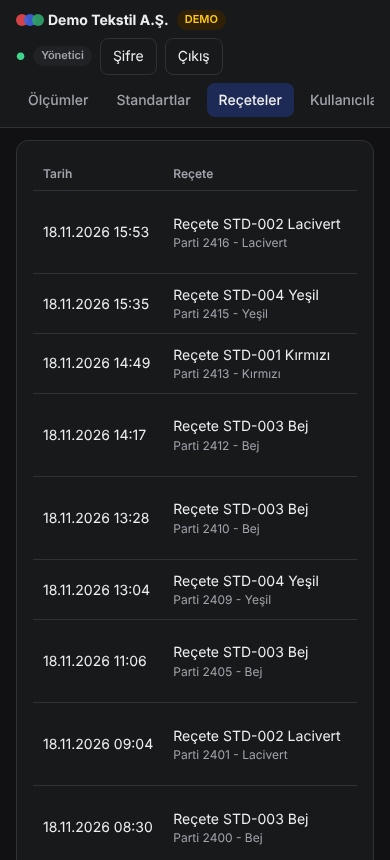 Demo Tekstil A.Ş. DEMO
Yönetici Şifre Çıkış
Ölçümler Standartlar Reçeteler
Tarih Reçete
18.11.2026 15:53 Reçete STD-002 Lacivert
Parti 2416 - Lacivert
18.11.2026 15:35 Reçete STD-004 Yeşil
Parti 2415 - Yeşil
18.11.2026 14:49 Reçete STD-001 Kırmızı
Parti 2413 - Kırmızı
18.11.2026 14:17 Reçete STD-003 Bej
Parti 2412 - Bej
18.11.2026 13:28 Reçete STD-003 Bej
Parti 2410 - Bej
18.11.2026 13:04 Reçete STD-004 Yeşil
Parti 2409 - Yeşil
18.11.2026 11:06 Reçete STD-003 Bej
Parti 2405 - Bej
18.11.2026 09:04 Reçete STD-002 Lacivert
Parti 2401 - Lacivert
18.11.2026 08:30 Reçete STD-003 Bej
Parti 2400 - Bej